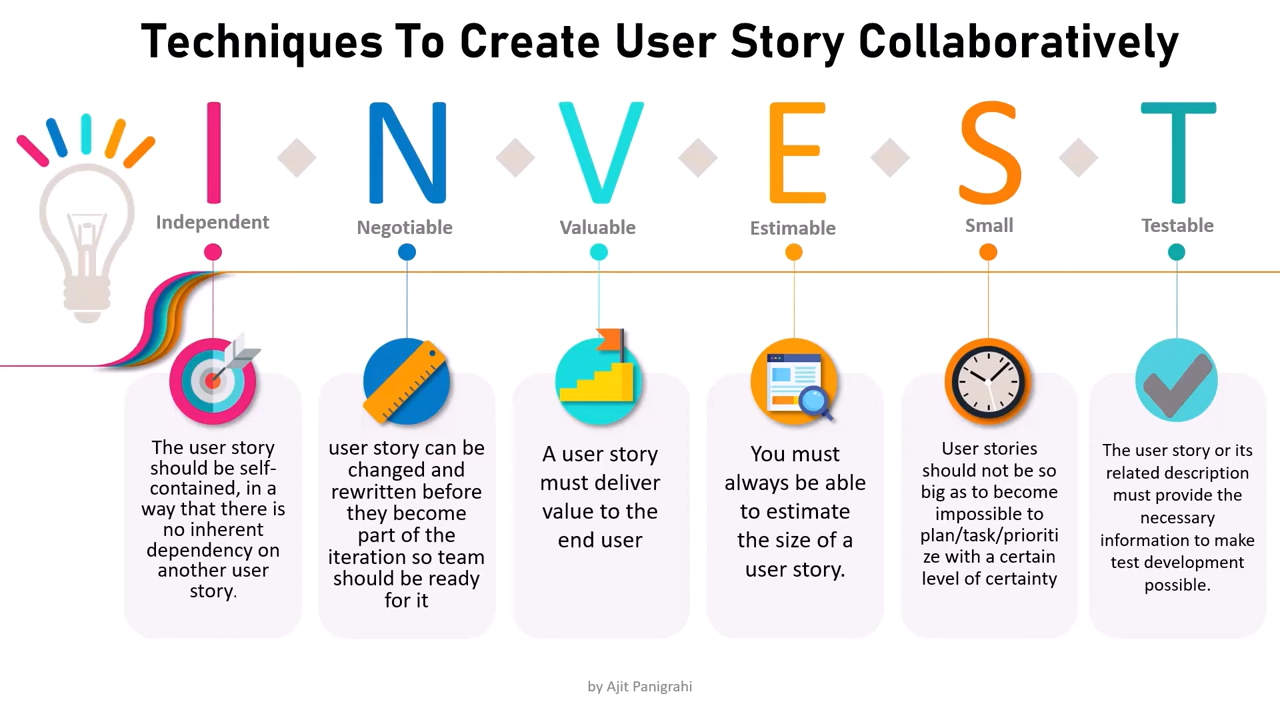 Techniques To Create User Story Collaboratively
I
N
V
E
S
T
Independent
Negotiable
Valuable
Estimable
Small
Testable
The user story
should be self-
contained, in a
way that there is
no inherent
dependency on
another user
story.
user story can be
changed and
rewritten before
they become
part of the
iteration so team
should be ready
for it
A user story
must deliver
value to the
end user
You must
always be able
to estimate
the size of a
user story.
User stories
should not be so
big as to become
impossible to
plan/task/prioriti
ze with a certain
level of certainty
The user story or its
related description
must provide the
necessary
information to make
test development
possible.
by Ajit Panigrahi